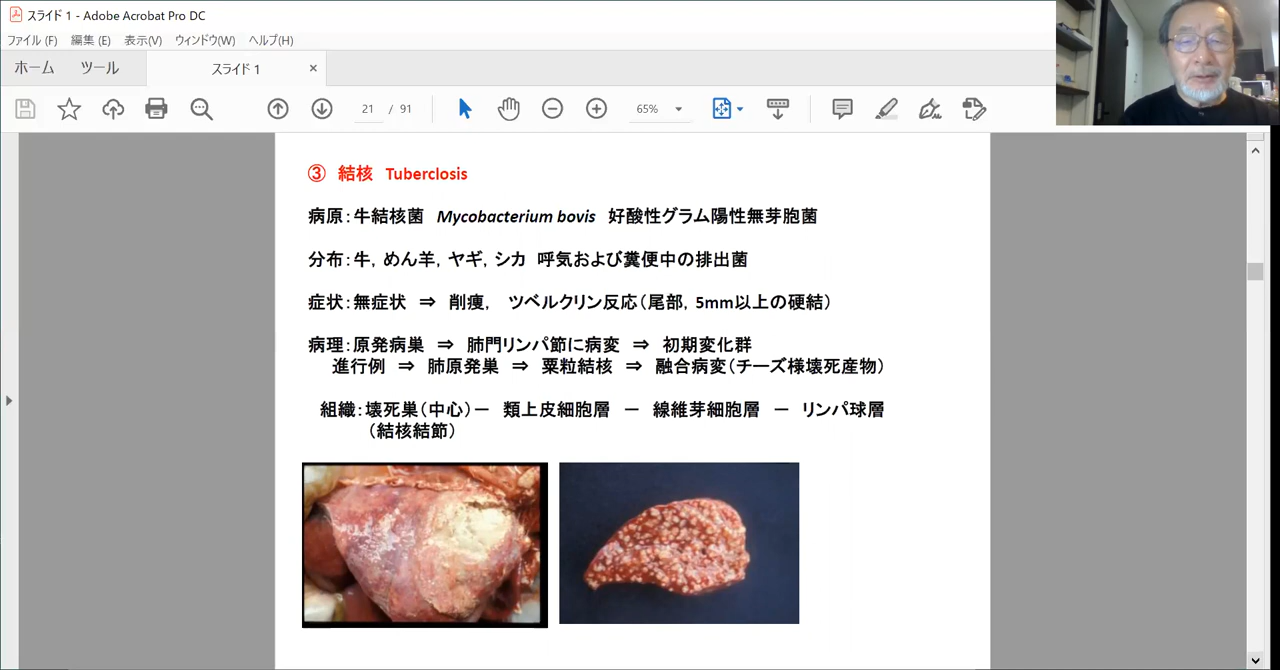 スライド 1 - Adobe Acrobat Pro DC
ファイル (F) 編集 (E) 表示(V) ウィンドウ(W) ヘルプ(H)
ホーム ツール スライド 1 ×
21 / 91 65%
③ 結核 Tuberclosis
病原：牛結核菌 Mycobacterium bovis 好酸性グラム陽性無芽胞菌
分布：牛，めん羊，ヤギ，シカ 呼気および糞便中の排出菌
症状：無症状 ⇒ 削痩， ツベルクリン反応（尾部，5mm以上の硬結）
病理：原発病巣 ⇒ 肺門リンパ節に病変 ⇒ 初期変化群
進行例 ⇒ 肺原発巣 ⇒ 粟粒結核 ⇒ 融合病変（チーズ様壊死産物）
組織：壊死巣（中心）－ 類上皮細胞層 － 線維芽細胞層 － リンパ球層
（結核結節）